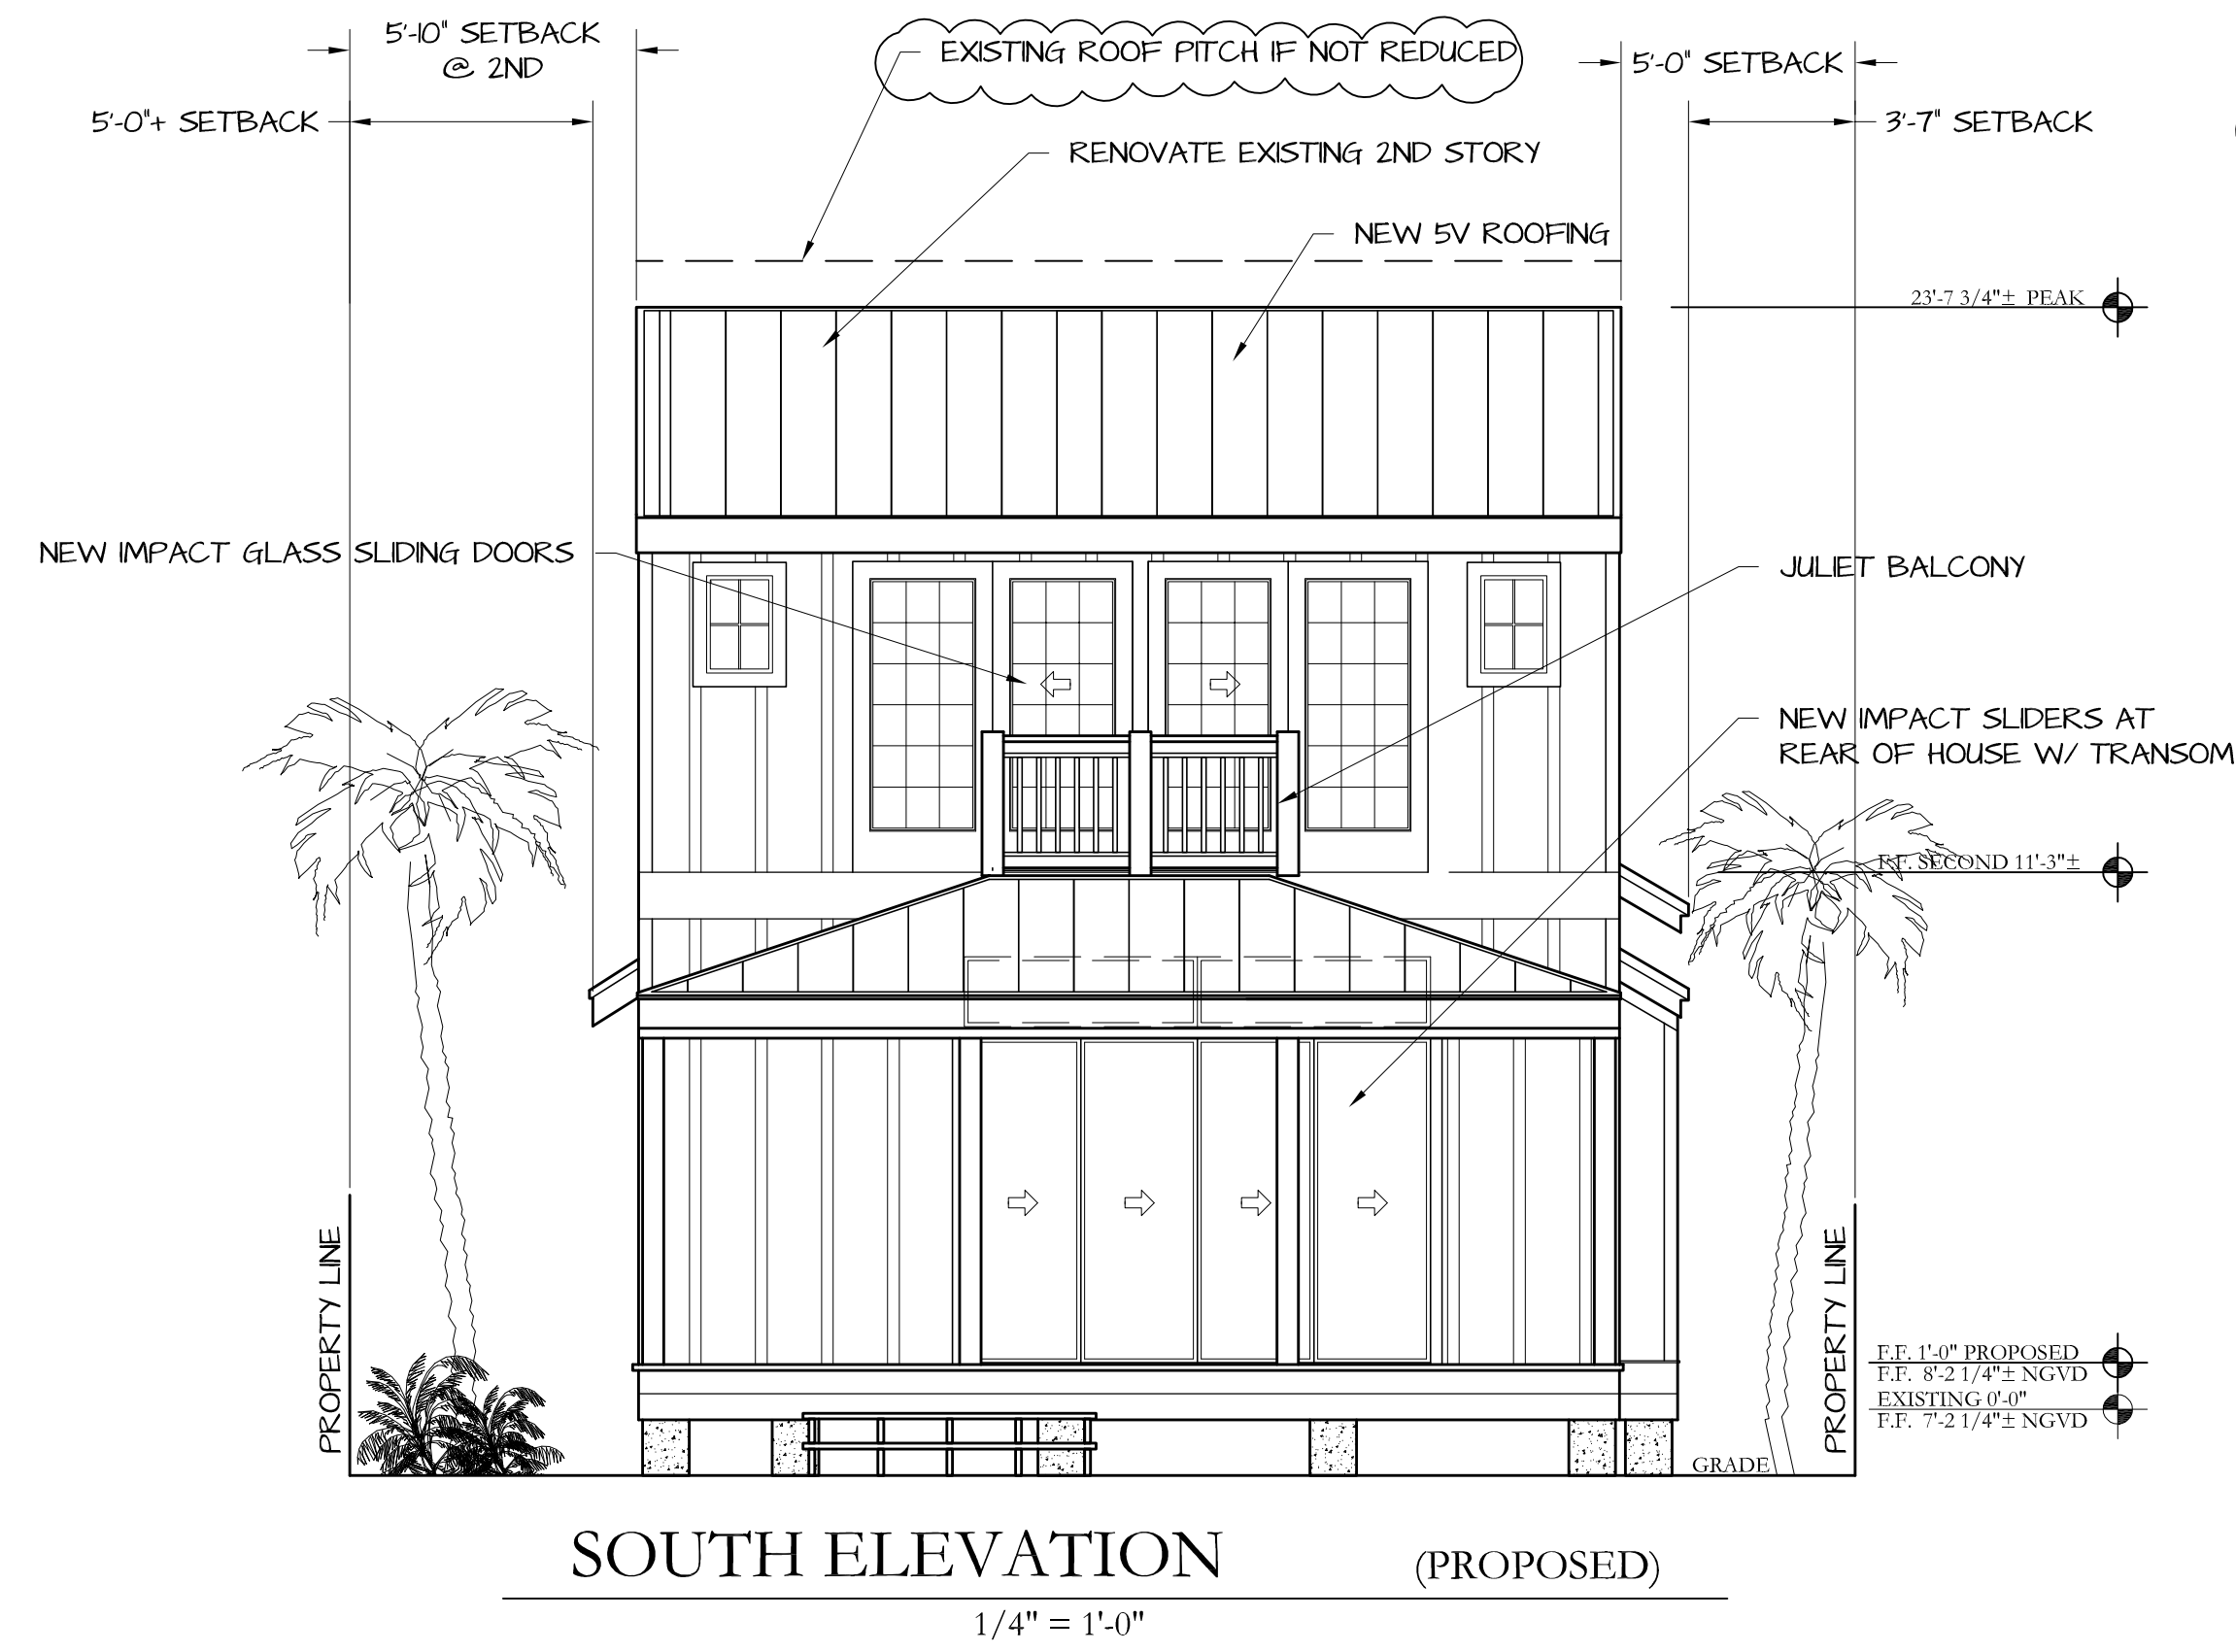 5'-10" SETBACK
@ 2ND
EXISTING ROOF PITCH IF NOT REDUCED
5'-0" SETBACK
5'-0"+ SETBACK
3'-7" SETBACK
RENOVATE EXISTING 2ND STORY
NEW 5V ROOFING
23'-7 3/4"± PEAK
NEW IMPACT GLASS SLIDING DOORS
JULIET BALCONY
NEW IMPACT SLIDERS AT
REAR OF HOUSE W/ TRANSOM
F.F. SECOND 11'-3"±
PROPERTY LINE
PROPERTY LINE
F.F. 1'-0" PROPOSED
F.F. 8'-2 1/4"± NGVD
EXISTING 0'-0"
F.F. 7'-2 1/4"± NGVD
GRADE
SOUTH ELEVATION (PROPOSED)
1/4" = 1'-0"